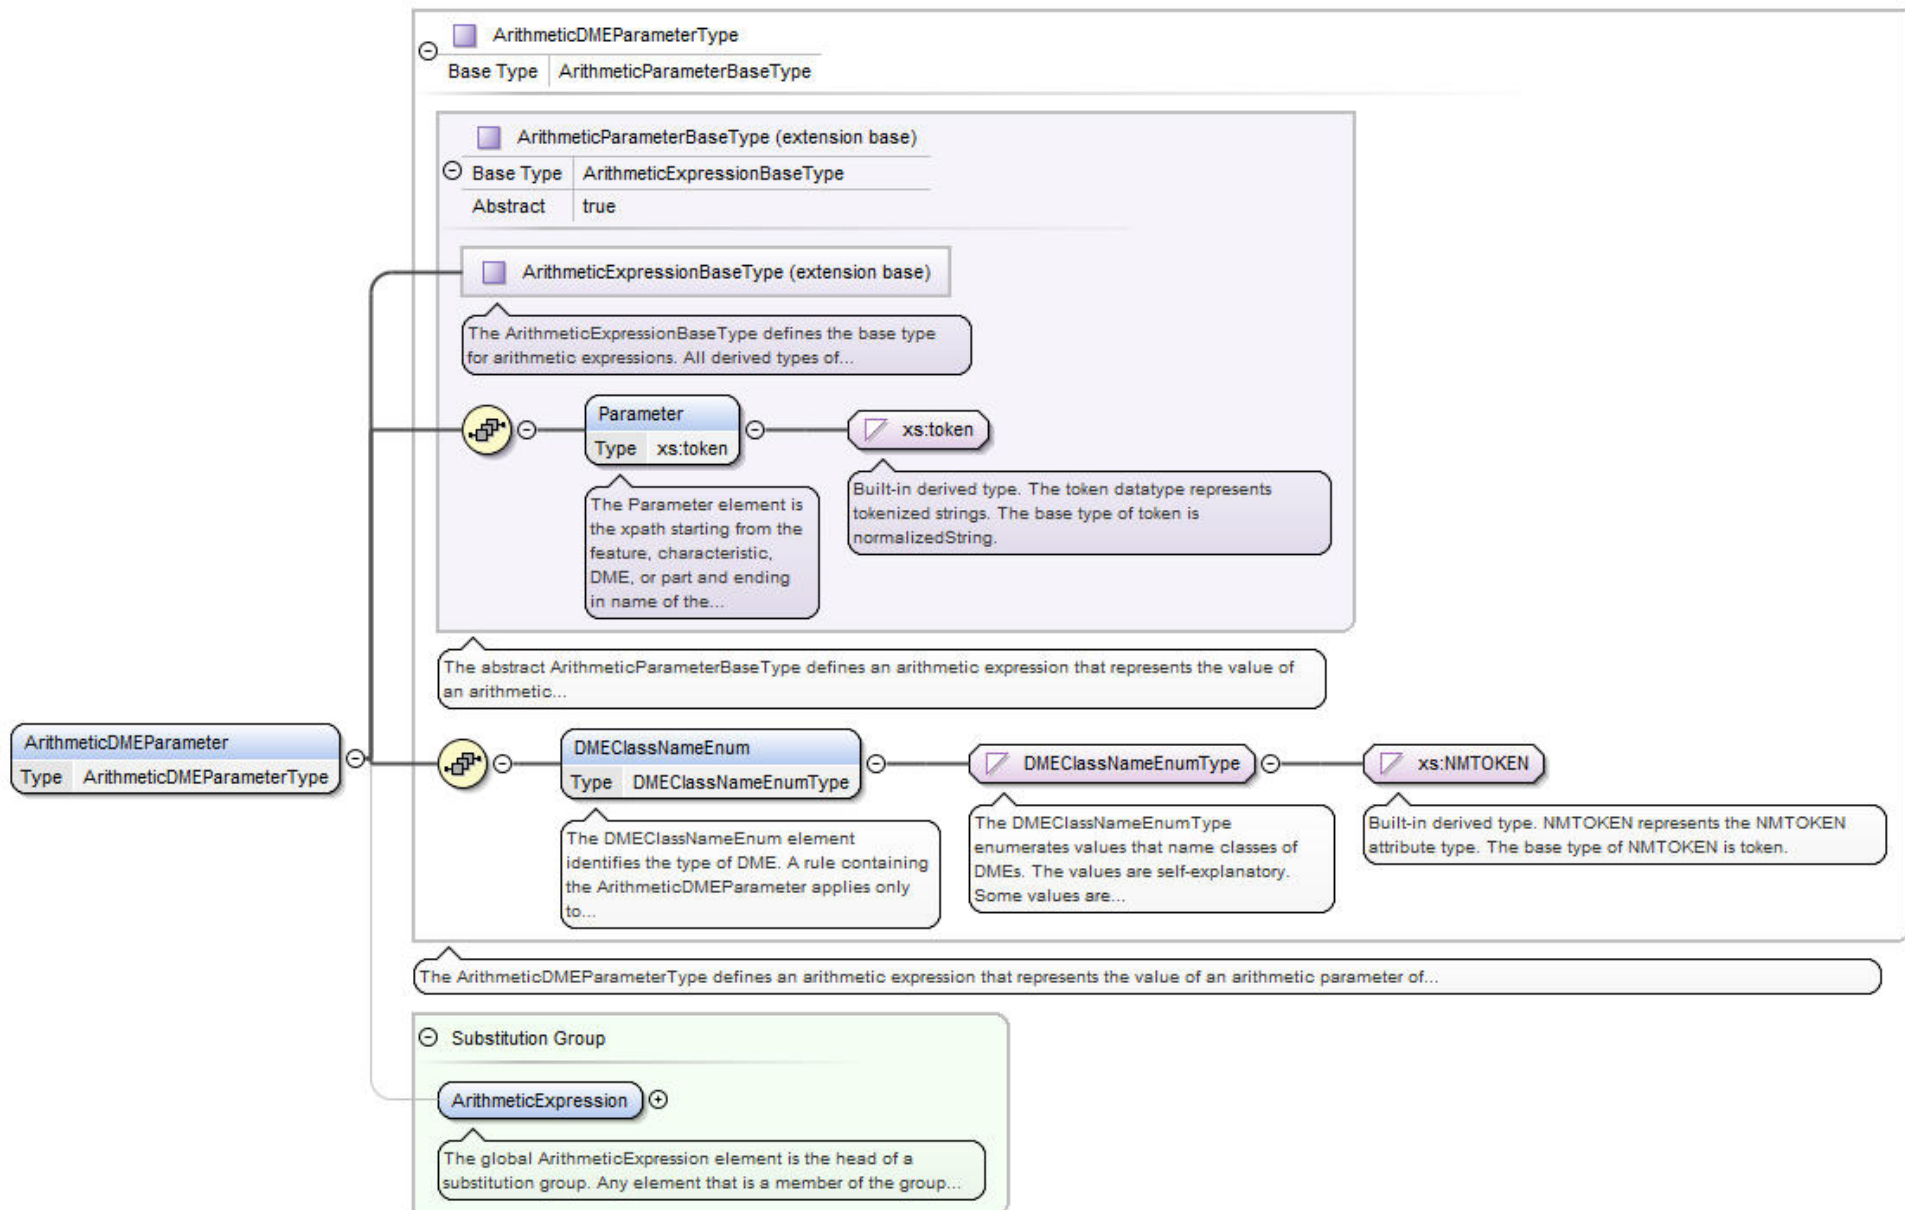 ArithmeticDMEParameterType
Base Type ArithmeticParameterBaseType
ArithmeticParameterBaseType (extension base)
Base Type ArithmeticExpressionBaseType
Abstract true
ArithmeticExpressionBaseType (extension base)
The ArithmeticExpressionBaseType defines the base type
for arithmetic expressions. All derived types of...
Parameter
Type xs:token
xs:token
The Parameter element is
the xpath starting from the
feature, characteristic,
DME, or part and ending
in name of the...
Built-in derived type. The token datatype represents
tokenized strings. The base type of token is
normalizedString.
The abstract ArithmeticParameterBaseType defines an arithmetic expression that represents the value of
an arithmetic...
ArithmeticDMEParameter
Type ArithmeticDMEParameterType
DMEClassNameEnum
Type DMEClassNameEnumType
DMEClassNameEnumType
xs:NMTOKEN
The DMEClassNameEnum element
identifies the type of DME. A rule containing
the ArithmeticDMEParameter applies only
to...
The DMEClassNameEnumType
enumerates values that name classes of
DMEs. The values are self-explanatory.
Some values are...
Built-in derived type. NMTOKEN represents the NMTOKEN
attribute type. The base type of NMTOKEN is token.
The ArithmeticDMEParameterType defines an arithmetic expression that represents the value of an arithmetic parameter of...
Substitution Group
ArithmeticExpression
The global ArithmeticExpression element is the head of a
substitution group. Any element that is a member of the group...